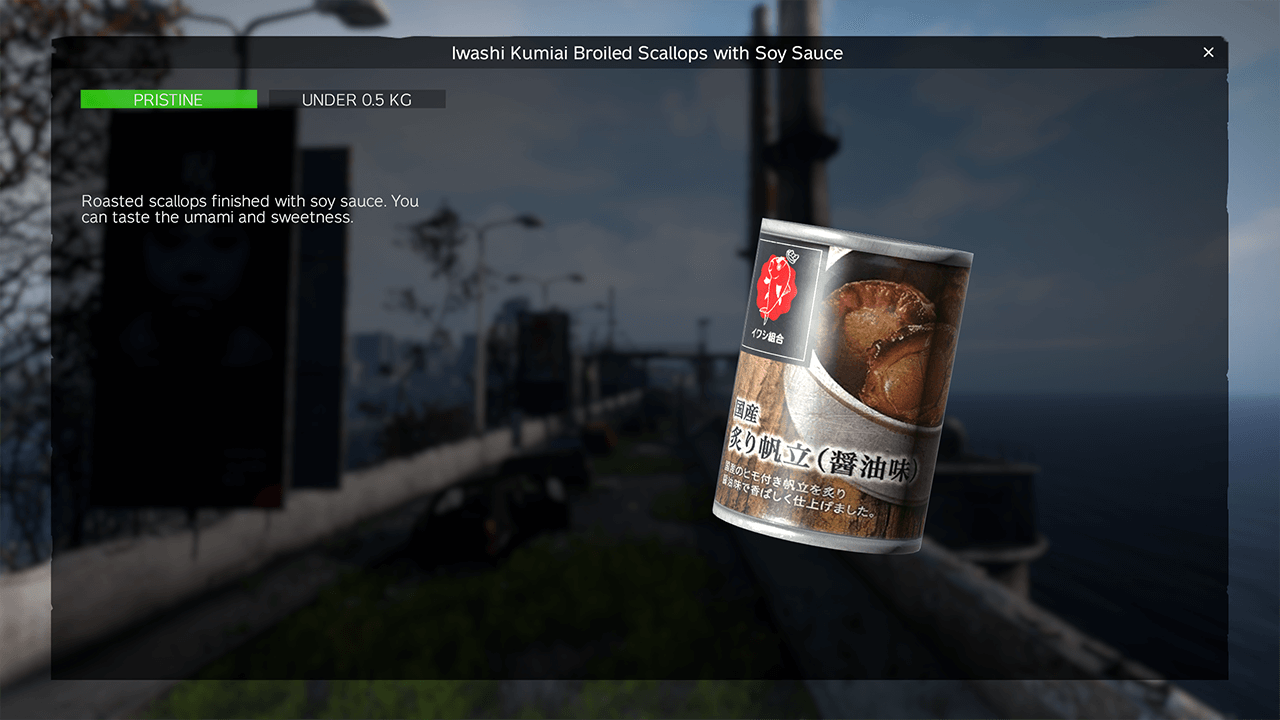 Iwashi Kumiai Broiled Scallops with Soy Sauce
PRISTINE
UNDER 0.5 KG
Roasted scallops finished with soy sauce. You
can taste the umami and sweetness.
イワシ組合
国産
炙り帆立(醤油味)
国産のヒモ付き帆立を炙り
醤油味で香ばしく仕上げました。